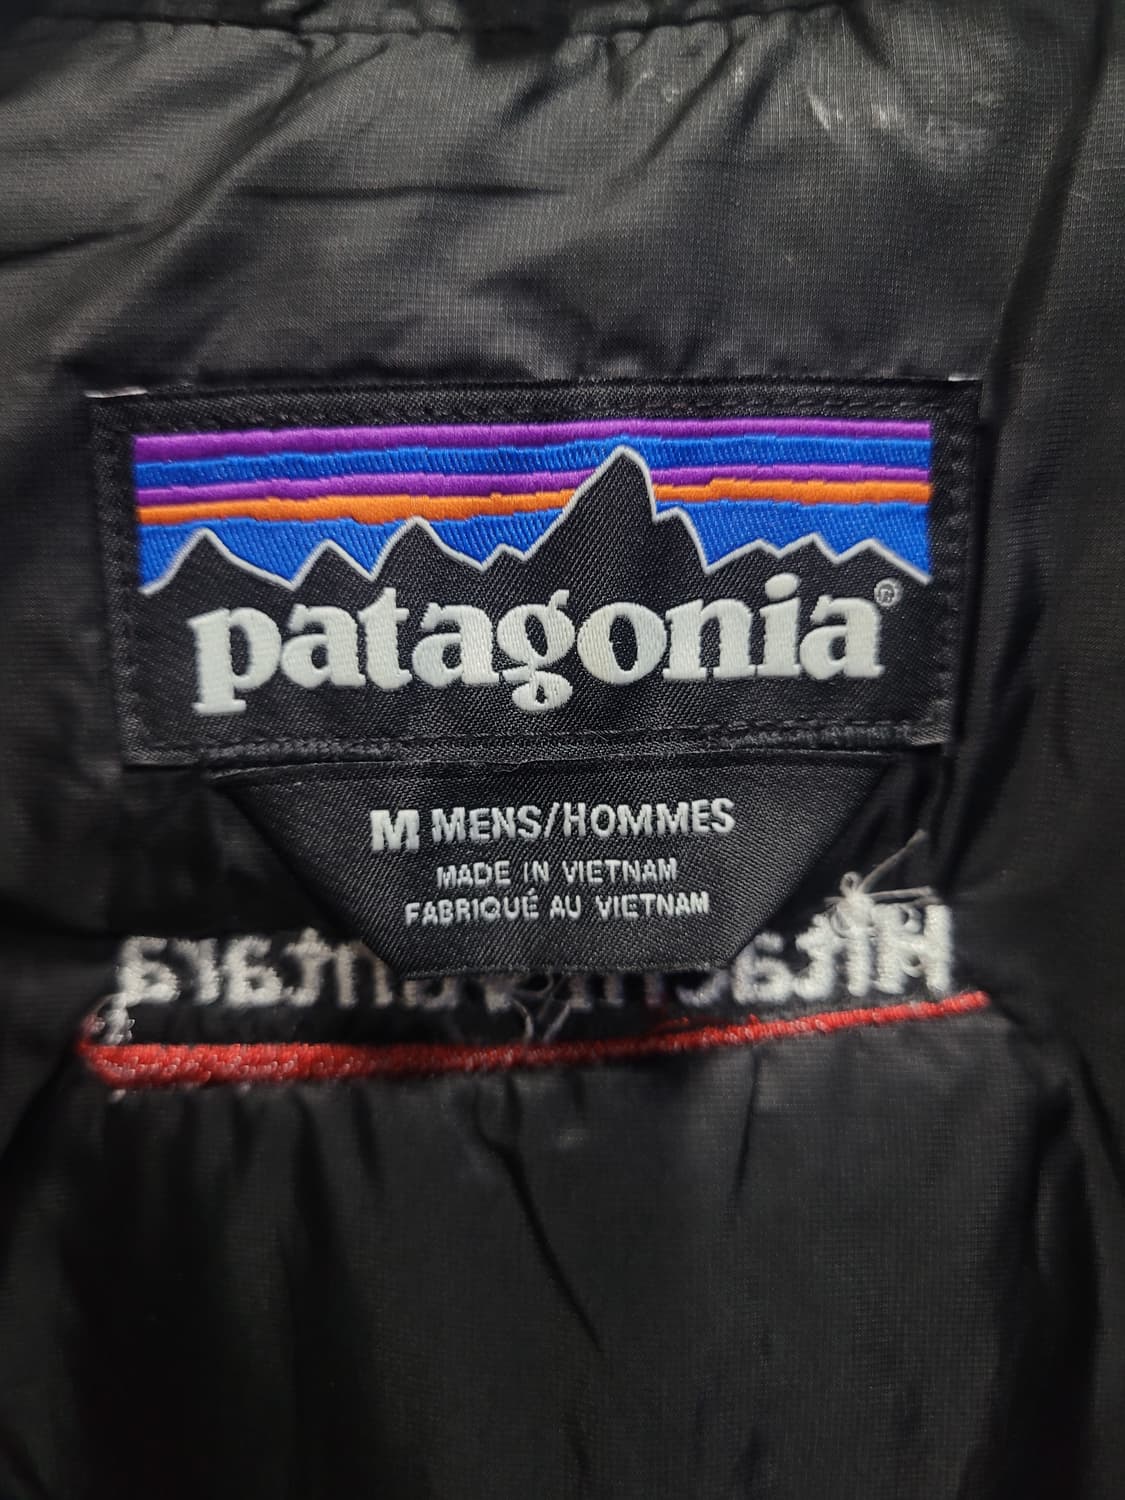 patagonia®
M MENS/HOMMES
MADE IN VIETNAM
FABRIQUÉ AU VIETNAM